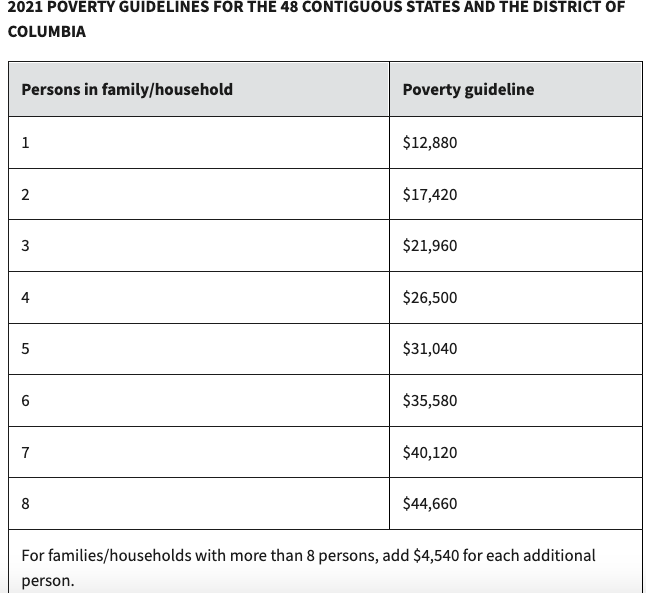 2021 POVERTY GUIDELINES FOR THE 48 CONTIGUOUS STATES AND THE DISTRICT OF
COLUMBIA
Persons in family/household Poverty guideline
1 $12,880
2 $17,420
3 $21,960
4 $26,500
5 $31,040
6 $35,580
7 $40,120
8 $44,660
For families/households with more than 8 persons, add $4,540 for each additional
person.